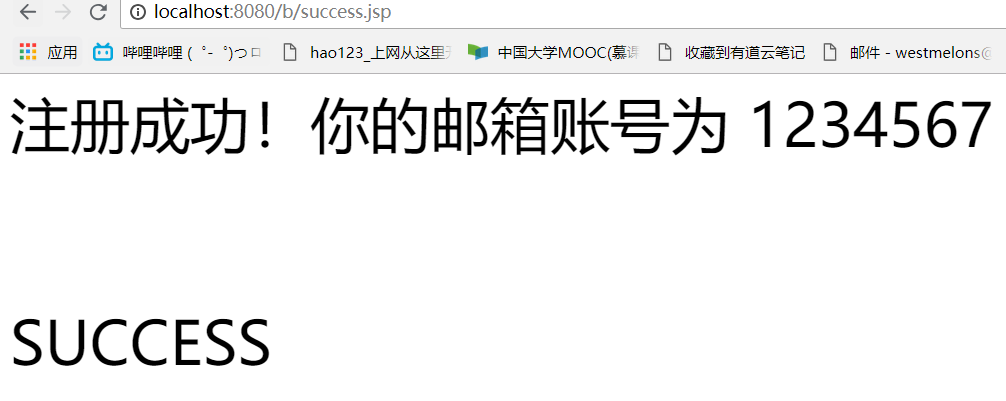 localhost:8080/b/success.jsp
应用 哔哩哔哩 ( ゜- ゜)つロ hao123_上网从这里 中国大学MOOC(慕课 收藏到有道云笔记 邮件 - westmelons@
注册成功！你的邮箱账号为 1234567
SUCCESS